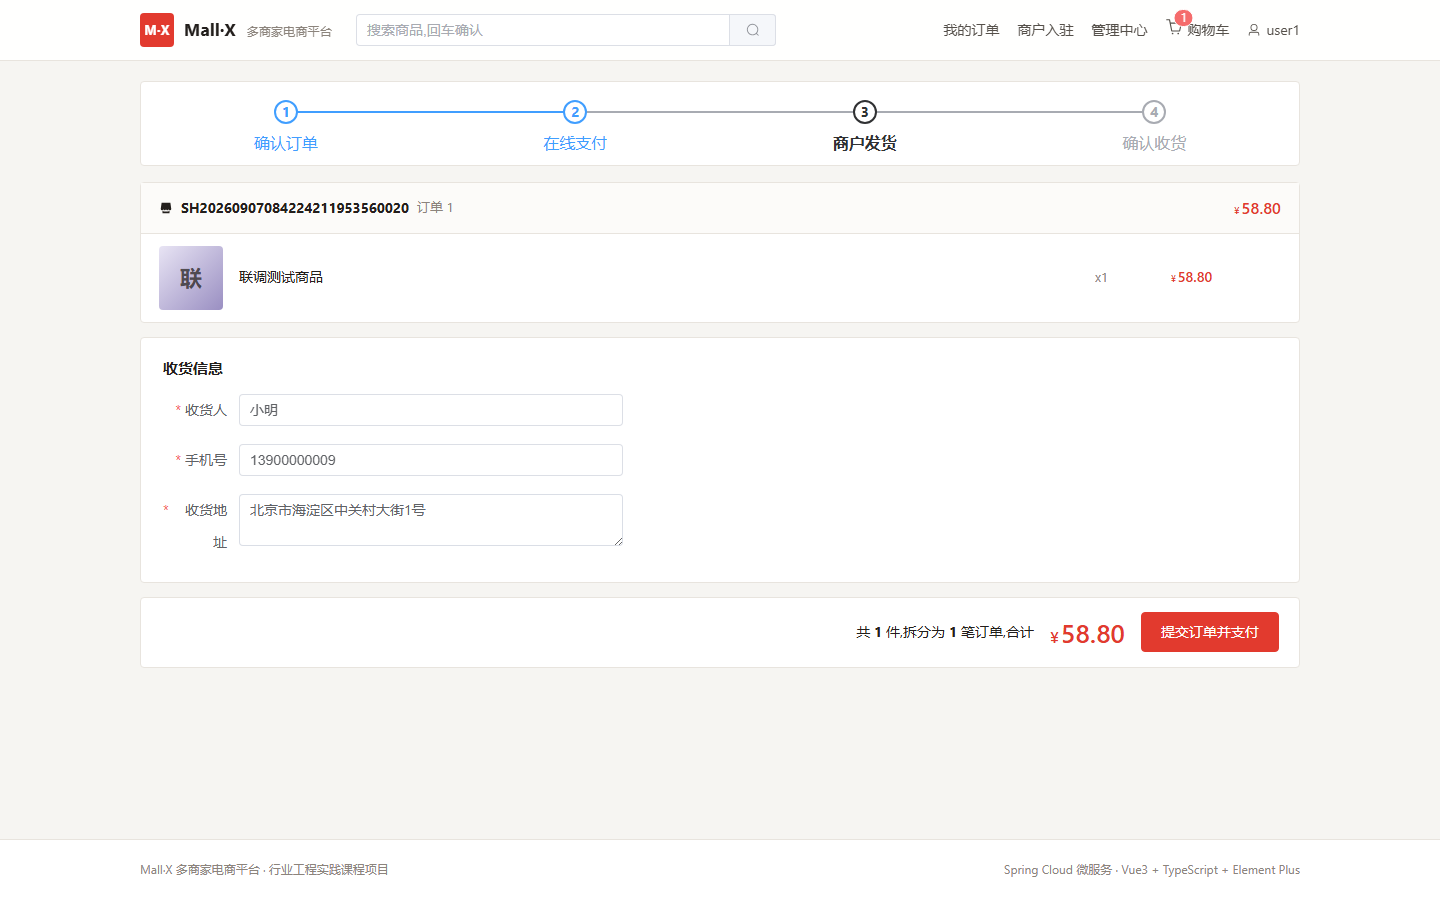 M·X Mall·X 多商家电商平台 搜索商品,回车确认 我的订单 商户入驻 管理中心 1 购物车 user1
1 2 3 4
确认订单 在线支付 商户发货 确认收货
SH20260907084224211953560020 订单 1 ¥58.80
联 联调测试商品 x1 ¥58.80
收货信息
* 收货人 小明
* 手机号 13900000009
* 收货地 北京市海淀区中关村大街1号
址
共 1 件,拆分为 1 笔订单,合计 ¥58.80 提交订单并支付
Mall·X 多商家电商平台 · 行业工程实践课程项目 Spring Cloud 微服务 · Vue3 + TypeScript + Element Plus